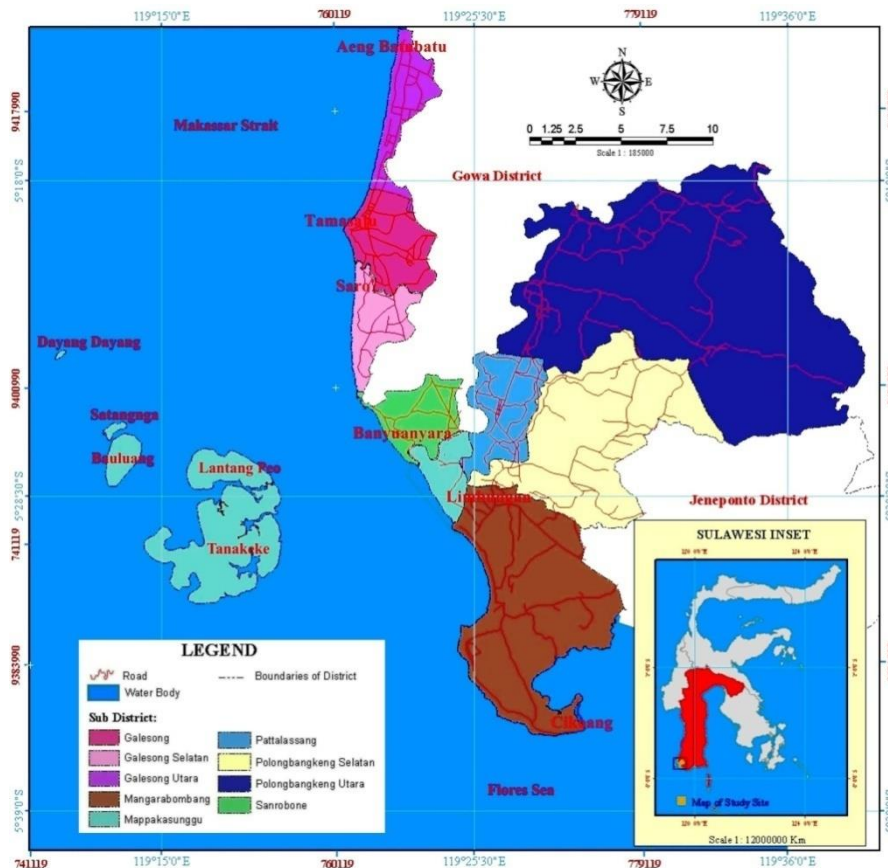 119°15'0"E 760119 119°25'30"E 779119 119°36'0"E
Aeng Batubatu
9417990
Makassar Strait
N
W E
S
0 1.25 2.5 5 7.5 10
Scale 1 : 185000
5°18'0"S
Gowa District
Tamasaju
Saro'
Dayang Dayang
9400990
Satangnga
Banyuanyara
Bauluang
Lantang Peo
5°28'30"S
Jeneponto District
741119
Tanakeke
SULAWESI INSET
LEGEND
Road
Boundaries of District
Water Body
9383990
Sub District:
Galesong
Pattalassang
Galesong Selatan
Polongbangkeng Selatan
Galesong Utara
Polongbangkeng Utara
Mangarabombang
Sanrobone
Mappakasunggu
Cikoang
Flores Sea
5°39'0"S
Map of Study Site
Scale 1 : 12000000 Km
741119 119°15'0"E 760119 119°25'30"E 779119 119°36'0"E